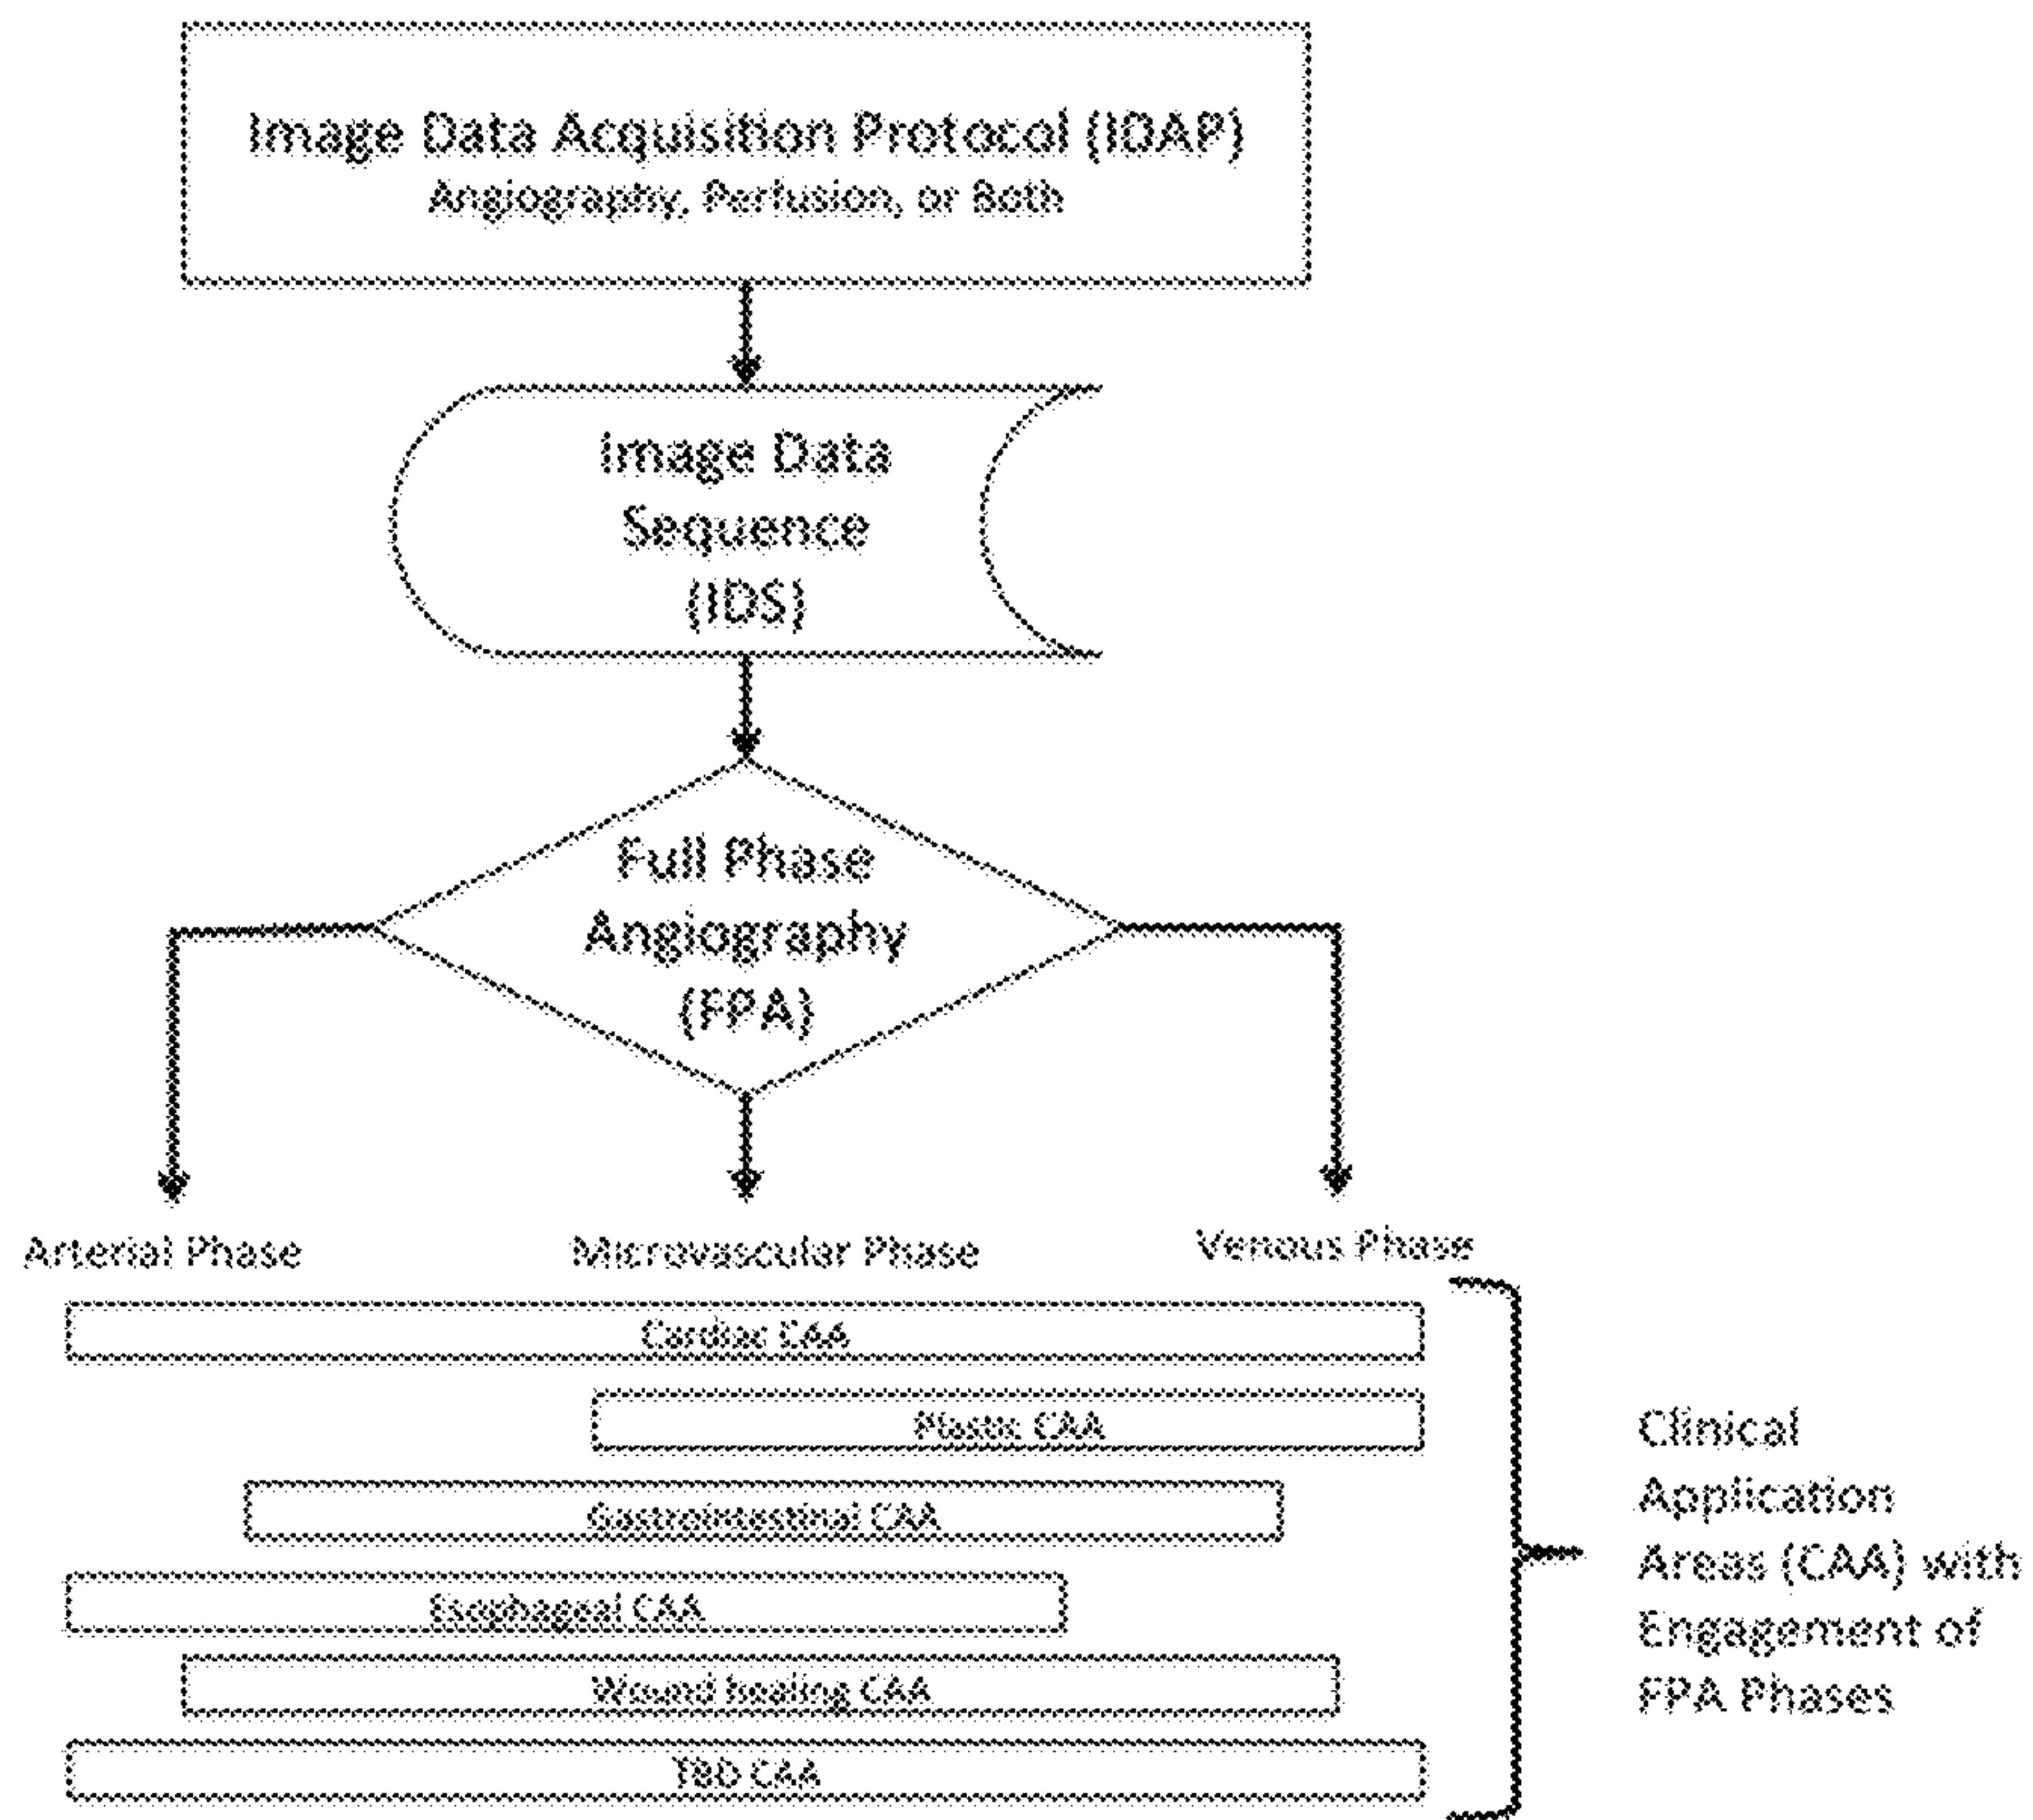 Image Data Acquisition Protocol (IDAP)
Angiography, Perfusion, or Both
Image Data
Sequence
(IDS)
Full Phase
Angiography
(FPA)
Arterial Phase
Microvascular Phase
Venous Phase
Cardiac CAA
Plastic CAA
Gastrointestinal CAA
Esophageal CAA
Wound healing CAA
TBD CAA
Clinical
Application
Areas (CAA) with
Engagement of
FPA Phases